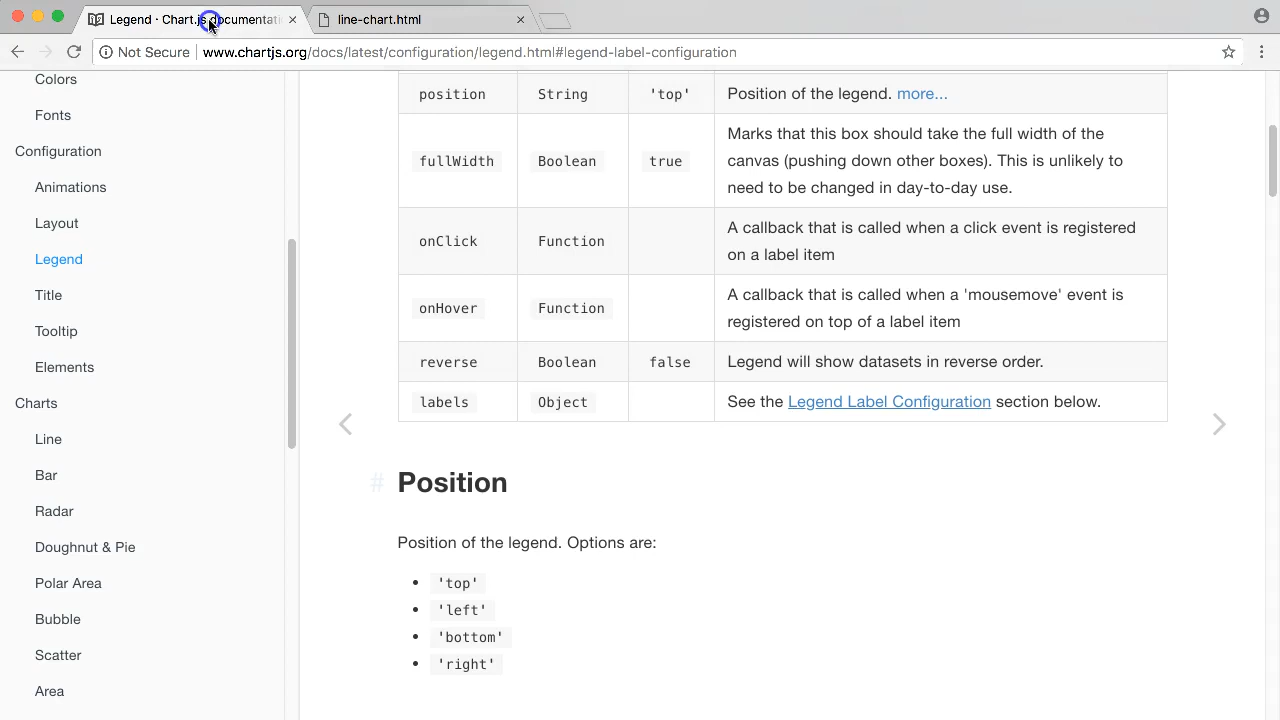 Legend · Chart.js documentati
line-chart.html
Not Secure
www.chartjs.org/docs/latest/configuration/legend.html#legend-label-configuration
Colors
Fonts
Configuration
Animations
Layout
Legend
Title
Tooltip
Elements
Charts
Line
Bar
Radar
Doughnut & Pie
Polar Area
Bubble
Scatter
Area
position String 'top' Position of the legend. more...
fullWidth Boolean true Marks that this box should take the full width of the
canvas (pushing down other boxes). This is unlikely to
need to be changed in day-to-day use.
onClick Function A callback that is called when a click event is registered
on a label item
onHover Function A callback that is called when a 'mousemove' event is
registered on top of a label item
reverse Boolean false Legend will show datasets in reverse order.
labels Object See the Legend Label Configuration section below.
# Position
Position of the legend. Options are:
• 'top'
• 'left'
• 'bottom'
• 'right'